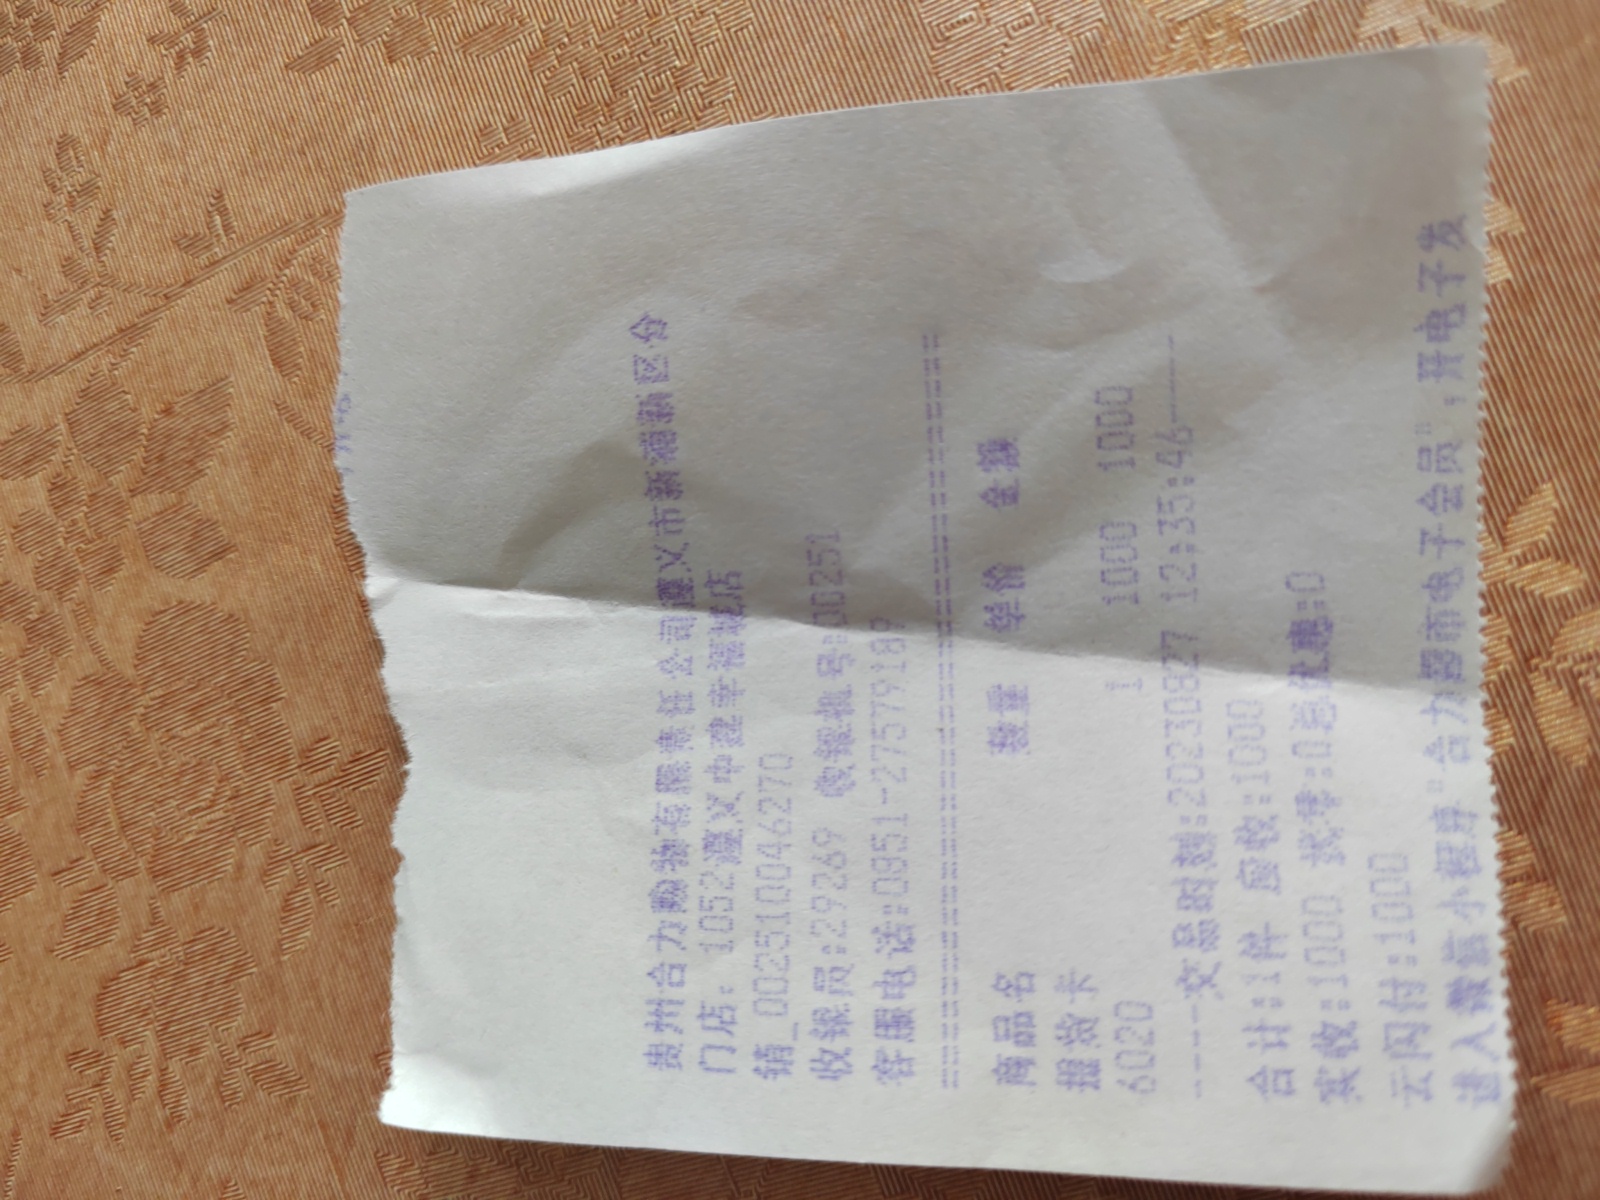 贵州合力购物有限责任公司遵义市新蒲新区分
门店：1052遵义中建幸福城店
销_002510046270
收银员:29269 收银机号:00251
客服电话:0851-27579189
================================
商品名 数量 单价 金额
提货卡
6020 1 1000 1000
----交易时刻:20230827 12:35:46----
合计:1件 应收:1000
实收:1000 找零:0总优惠:0
云闪付:1000
进入微信小程序"合力超市电子会员",开电子发